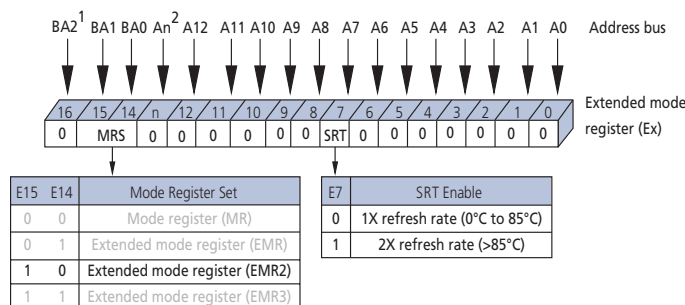 BA2¹ BA1 BA0 An² A12 A11 A10 A9 A8 A7 A6 A5 A4 A3 A2 A1 A0 Address bus
16 15 14 n 12 11 10 9 8 7 6 5 4 3 2 1 0 Extended mode
register (Ex)
0 MRS 0 0 0 0 0 0 SRT 0 0 0 0 0 0 0
E15 E14 Mode Register Set
0 0 Mode register (MR)
0 1 Extended mode register (EMR)
1 0 Extended mode register (EMR2)
1 1 Extended mode register (EMR3)
E7 SRT Enable
0 1X refresh rate (0°C to 85°C)
1 2X refresh rate (>85°C)